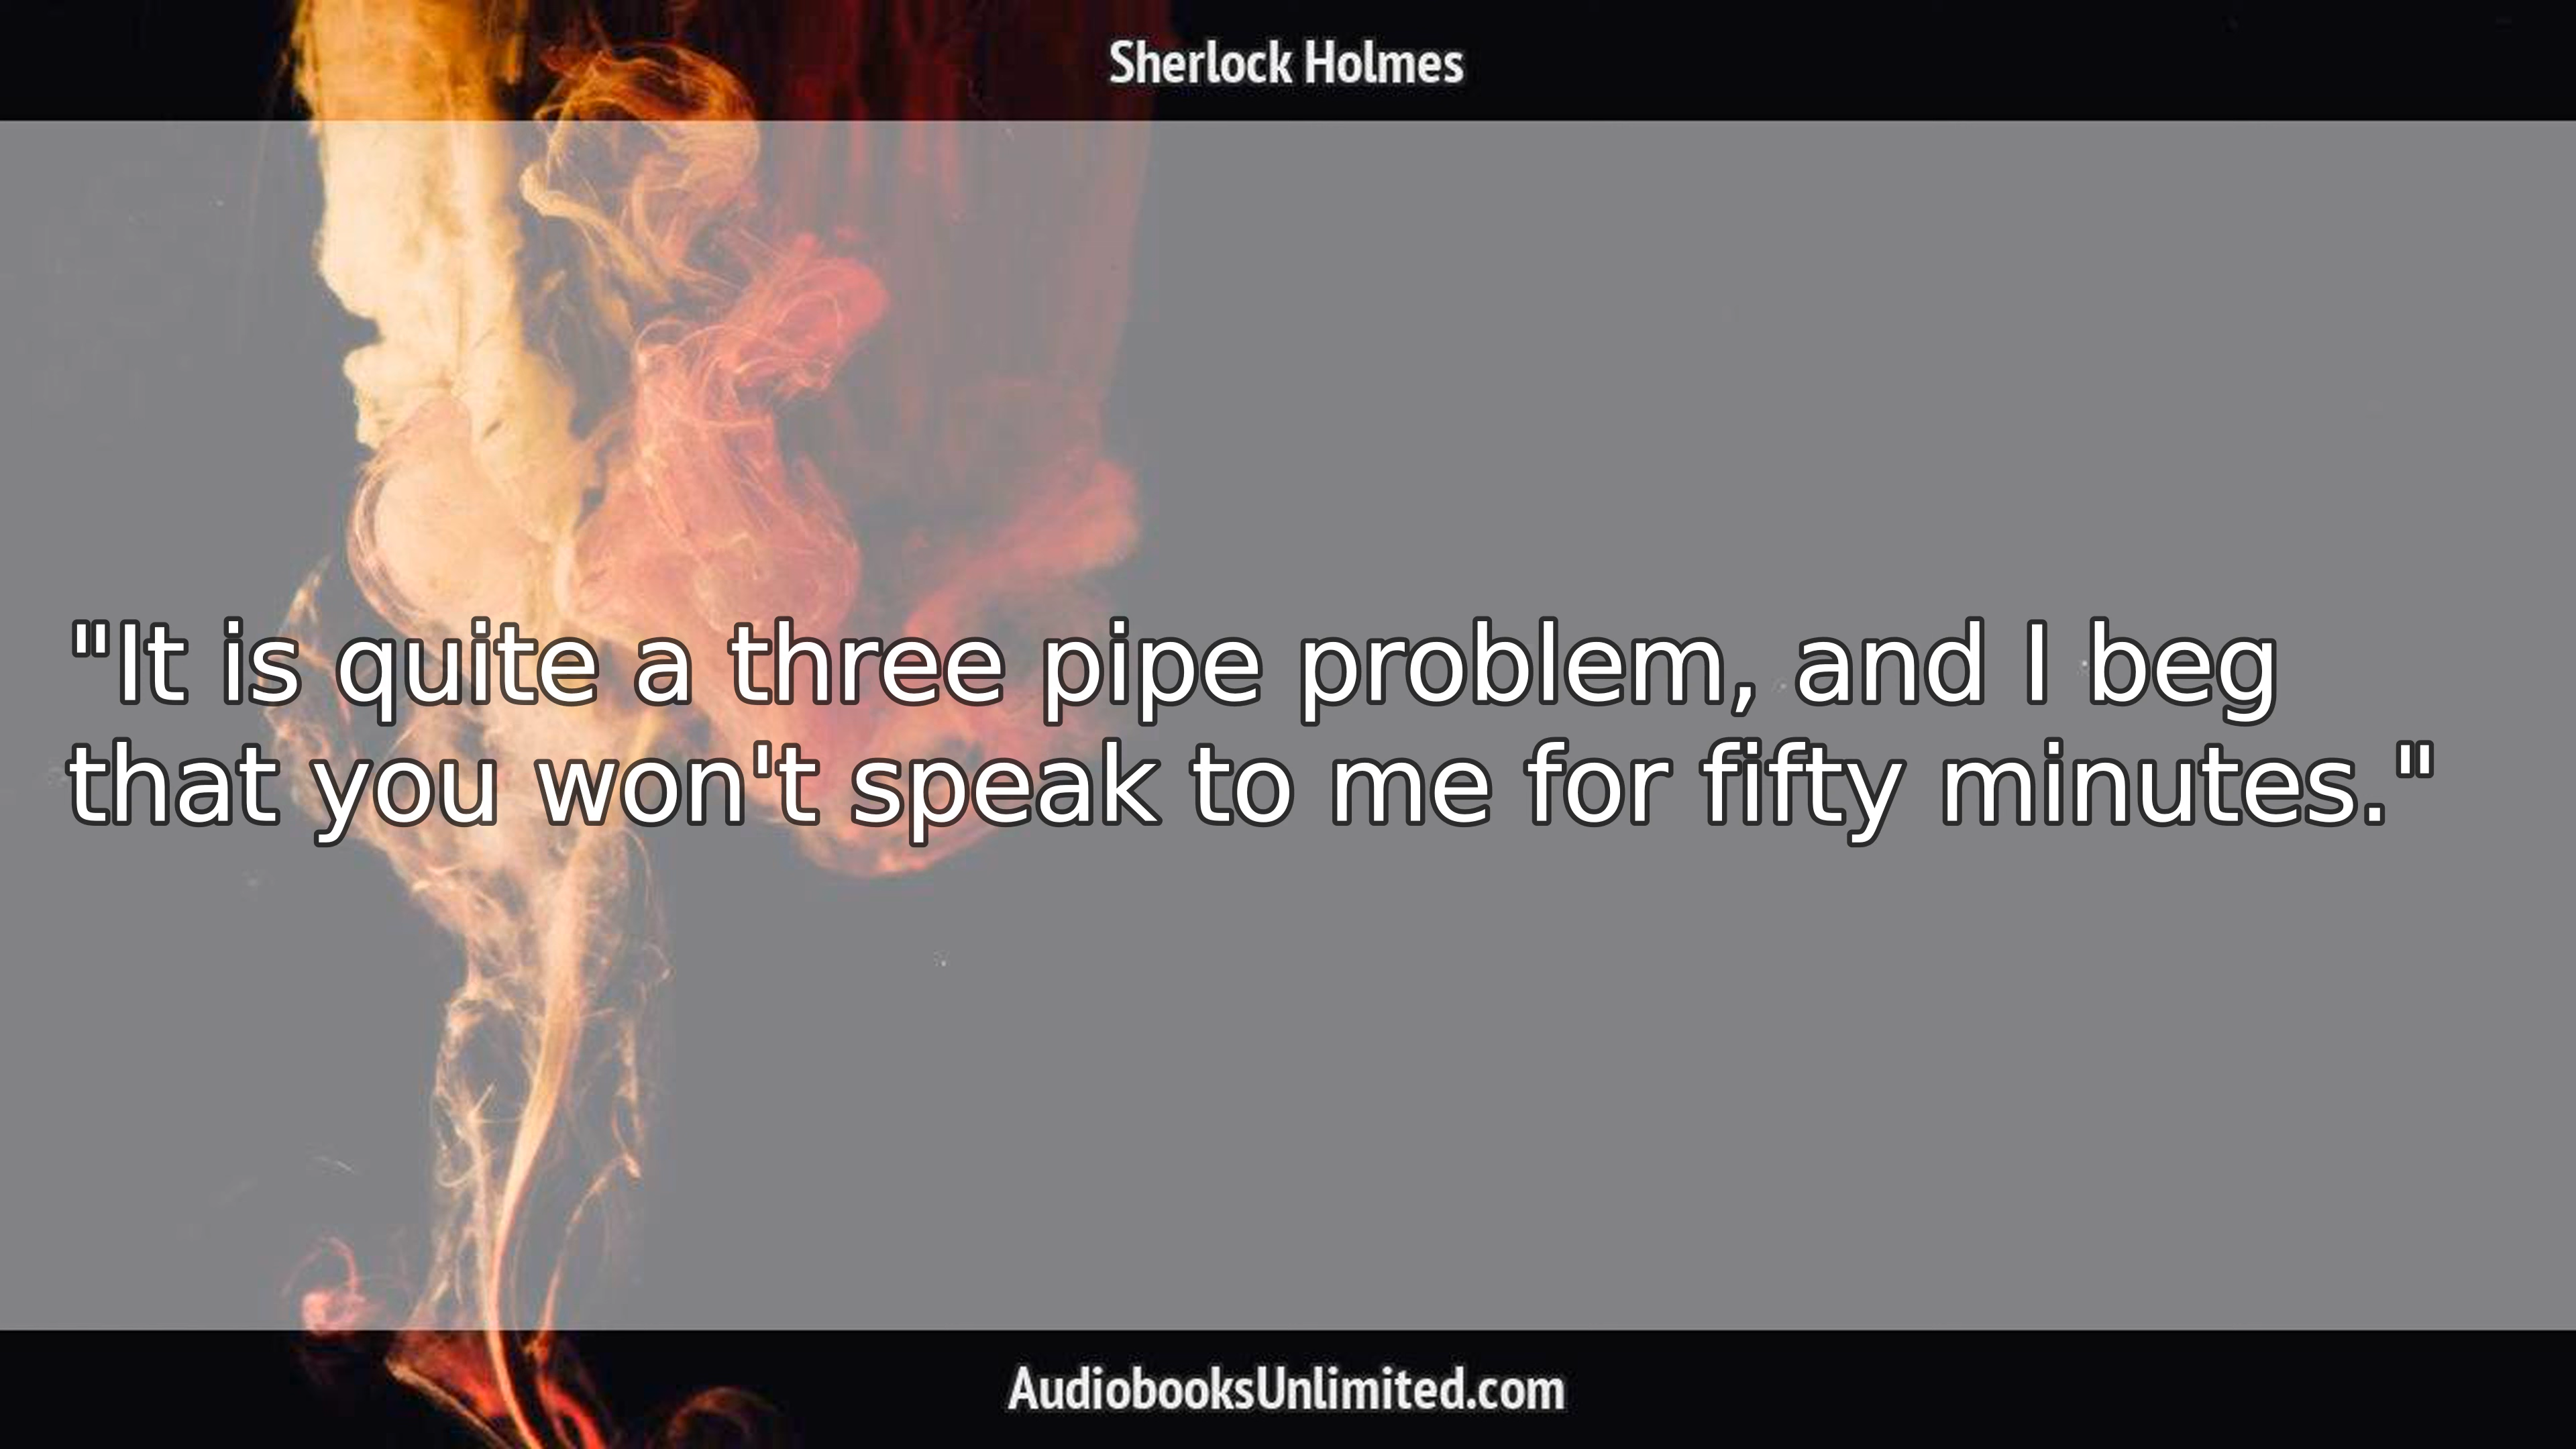 Sherlock Holmes
"It is quite a three pipe problem, and I beg
that you won't speak to me for fifty minutes."
AudiobooksUnlimited.com